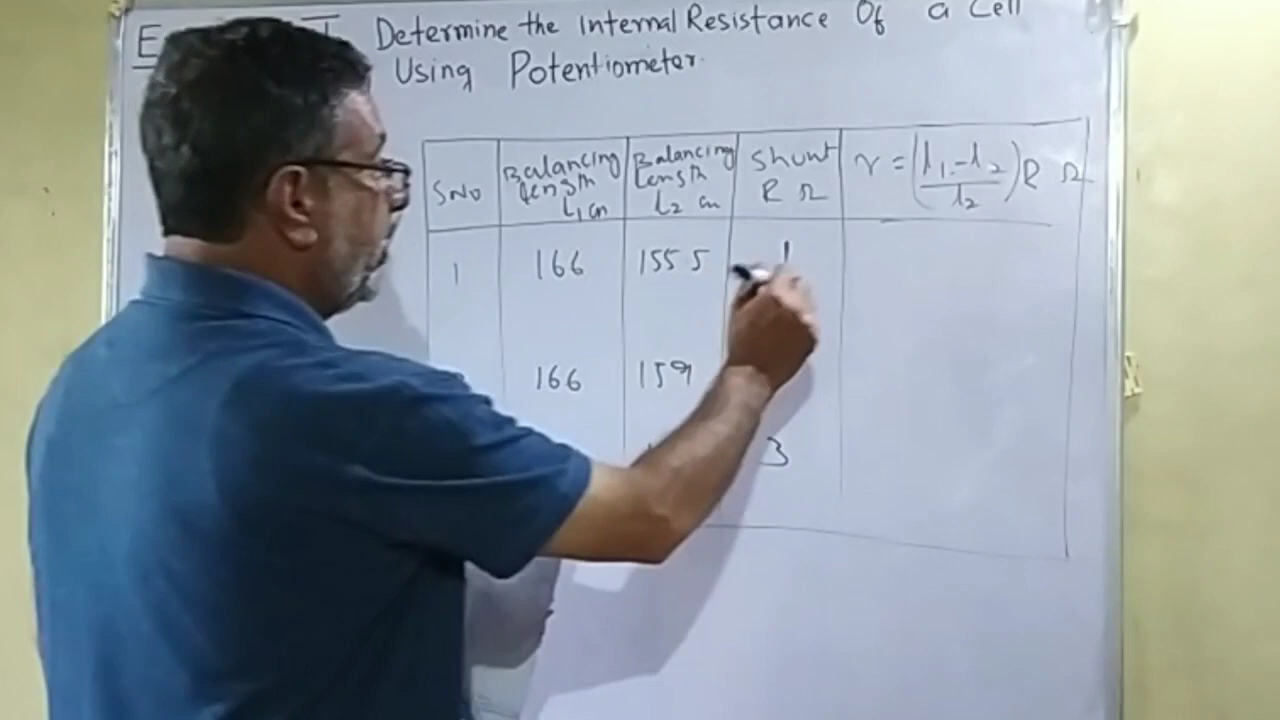 Determine the Internal Resistance Of a Cell
Using Potentiometer.
S No
Balancing length L1 cm
Balancing Length L2 cm
Shunt R Ω
r = (l1 - l2 / l2) R Ω
1 166 155 5 1
166 159
3